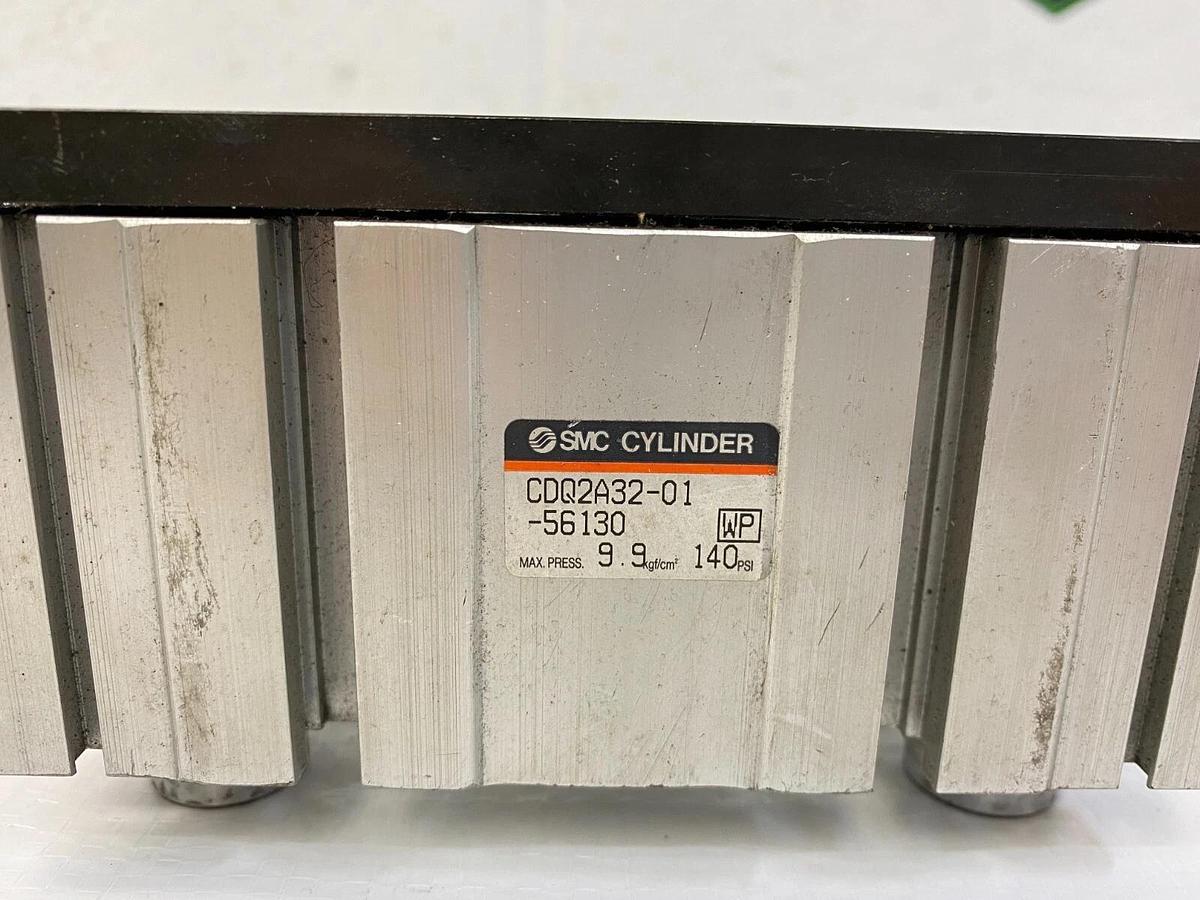 SMC CYLINDER
CDQ2A32-01
-56130 WP
MAX. PRESS. 9.9kgf/cm² 140PSI